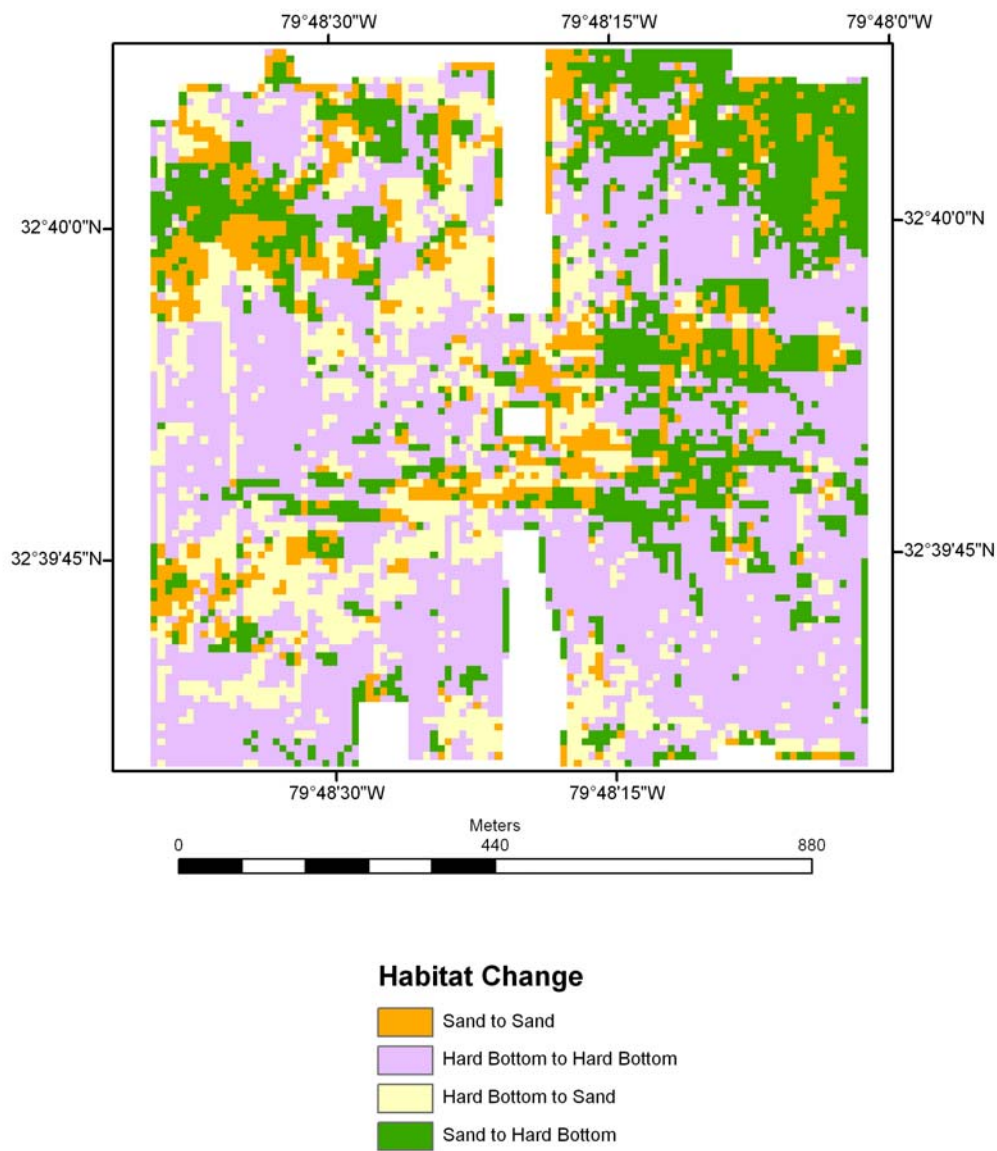 79°48'30"W 79°48'15"W 79°48'0"W
32°40'0"N 32°40'0"N
32°39'45"N 32°39'45"N
79°48'30"W 79°48'15"W
Meters
0 440 880
Habitat Change
Sand to Sand
Hard Bottom to Hard Bottom
Hard Bottom to Sand
Sand to Hard Bottom